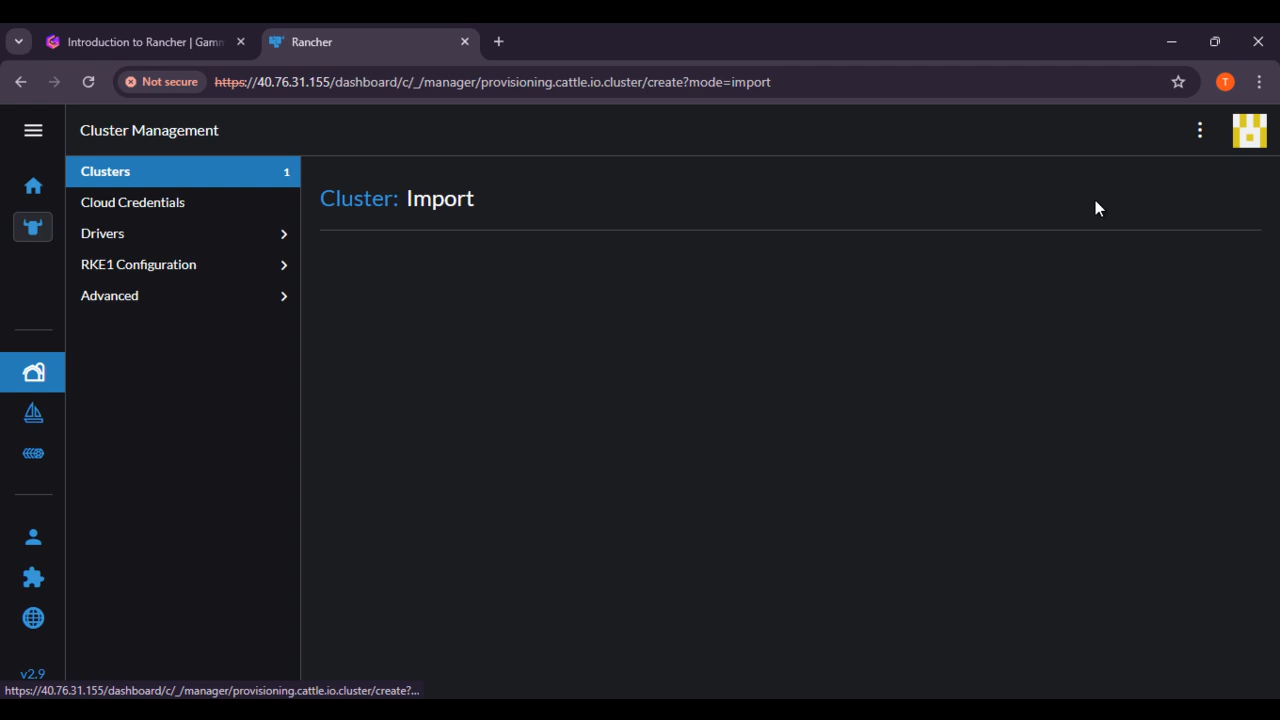 Introduction to Rancher | Gamm
Rancher
Not secure https://40.76.31.155/dashboard/c/_/manager/provisioning.cattle.io.cluster/create?mode=import
T
Cluster Management
Clusters 1
Cloud Credentials
Drivers
RKE1 Configuration
Advanced
Cluster: Import
v2.9
https://40.76.31.155/dashboard/c/_/manager/provisioning.cattle.io.cluster/create?...